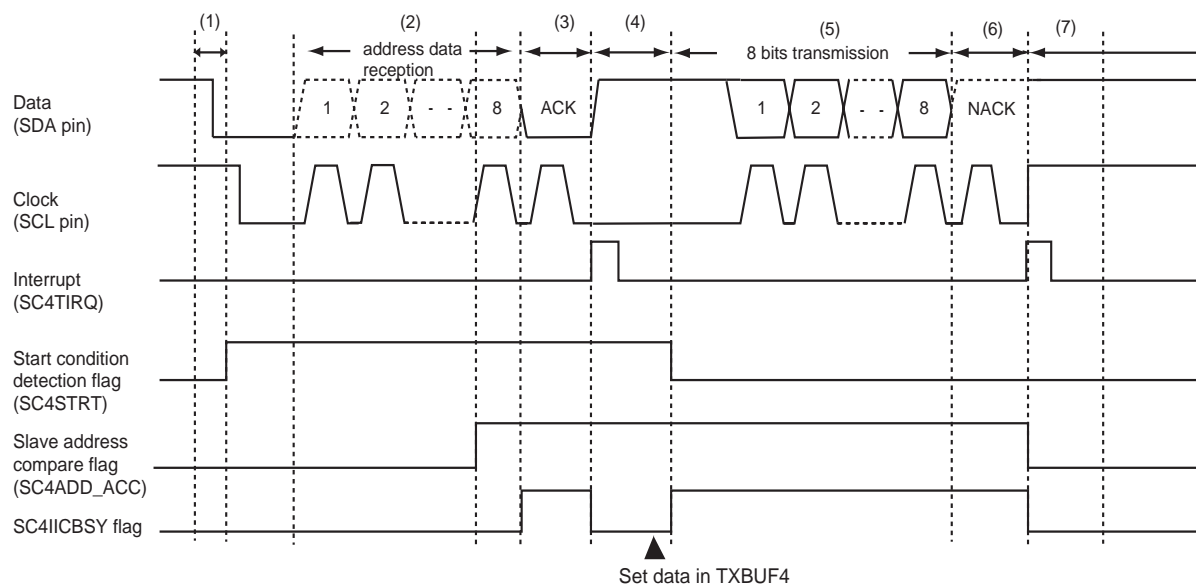 (1) (2) (3) (4) (5) (6) (7)
address data
reception
8 bits transmission
Data
(SDA pin)
1 2 - - 8 ACK 1 2 - - 8 NACK
Clock
(SCL pin)
Interrupt
(SC4TIRQ)
Start condition
detection flag
(SC4STRT)
Slave address
compare flag
(SC4ADD_ACC)
SC4IICBSY flag
Set data in TXBUF4